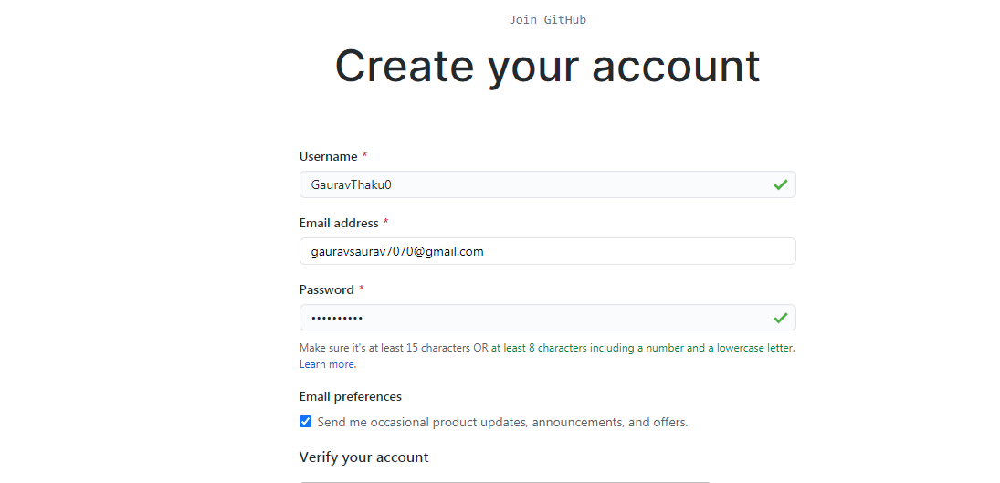 Join GitHub
Create your account
Username *
GauravThaku0
Email address *
gauravsaurav7070@gmail.com
Password *
••••••••••
Make sure it's at least 15 characters OR at least 8 characters including a number and a lowercase letter.
Learn more.
Email preferences
Send me occasional product updates, announcements, and offers.
Verify your account